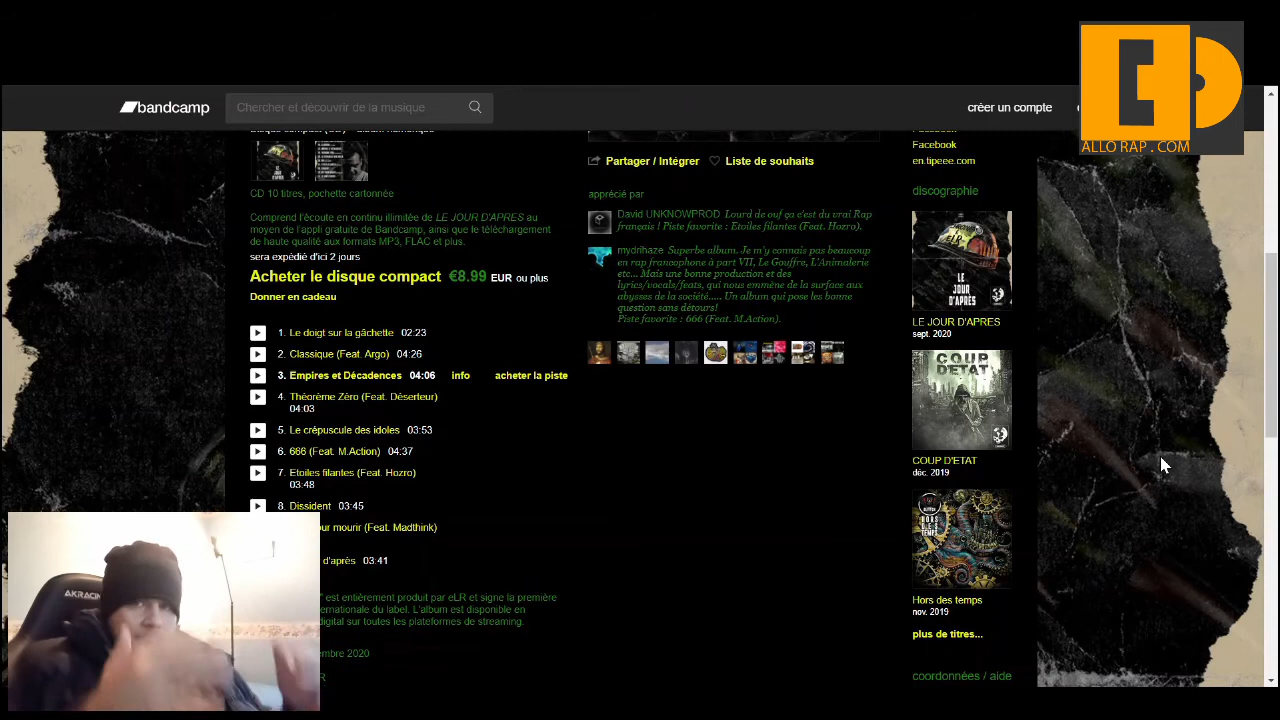 bandcamp
Chercher et découvrir de la musique
créer un compte
ALLO RAP . COM
Facebook
en.tipeee.com
CD 10 titres, pochette cartonnée
Comprend l'écoute en continu illimitée de LE JOUR D'APRES au
moyen de l'appli gratuite de Bandcamp, ainsi que le téléchargement
de haute qualité aux formats MP3, FLAC et plus.
sera expédié d'ici 2 jours
Acheter le disque compact €8.99 EUR ou plus
Donner en cadeau
1. Le doigt sur la gâchette 02:23
2. Classique (Feat. Argo) 04:26
3. Empires et Décadences 04:06 info acheter la piste
4. Théorème Zéro (Feat. Déserteur)
04:03
5. Le crépuscule des idoles 03:53
6. 666 (Feat. M.Action) 04:37
7. Etoiles filantes (Feat. Hozro)
03:48
8. Dissident 03:45
our mourir (Feat. Madthink)
d'après 03:41
est entièrement produit par eLR et signe la première
ternationale du label. L'album est disponible en
digital sur toutes les plateformes de streaming.
embre 2020
R
AKRACING
Partager / Intégrer Liste de souhaits
apprécié par
David UNKNOWPROD Lourd de ouf ça c'est du vrai Rap
français ! Piste favorite : Etoiles filantes (Feat. Hozro).
mydrihaze Superbe album. Je m'y connais pas beaucoup
en rap francophone à part VII, Le Gouffre, L'Animalerie
etc... Mais une bonne production et des
lyrics/vocals/feats, qui nous emmène de la surface aux
abysses de la société..... Un album qui pose les bonne
question sans détours!
Piste favorite : 666 (Feat. M.Action).
discographie
LE
JOUR
D'APRÈS
LE JOUR D'APRES
sept. 2020
COUP
D'ETAT
COUP D'ETAT
déc. 2019
HORS
DES
TEMPS
Hors des temps
nov. 2019
plus de titres...
coordonnées / aide